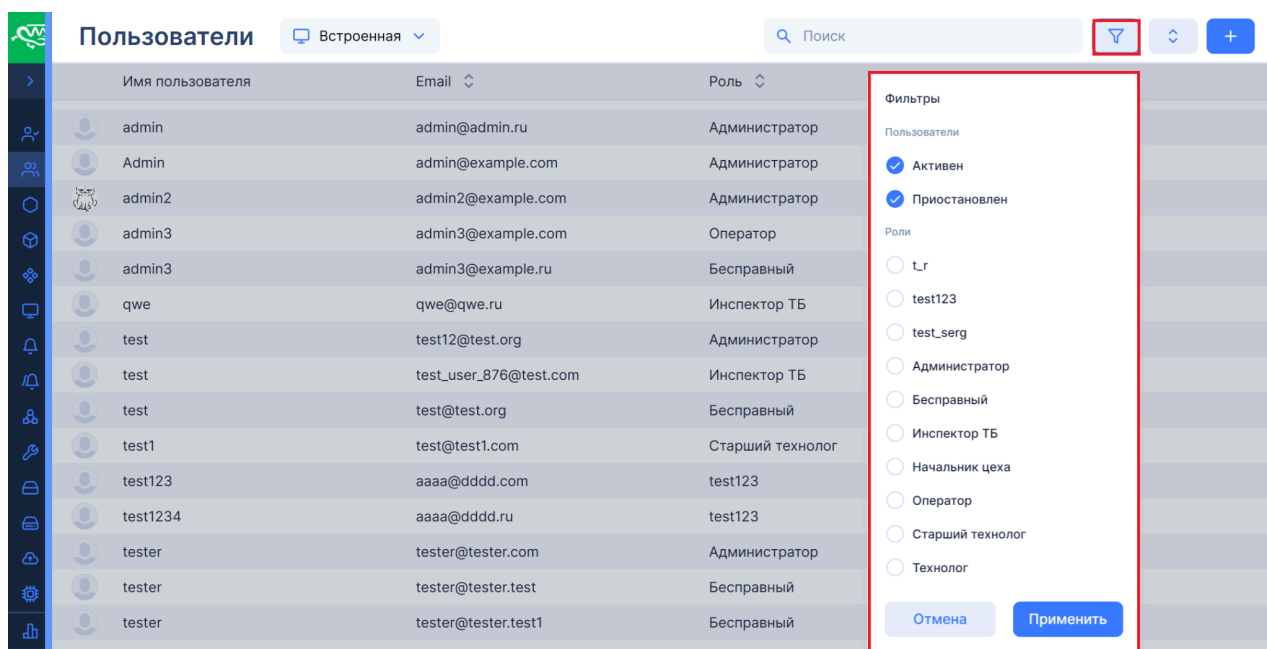 Пользователи Встроенная Поиск
Имя пользователя Email Роль
admin admin@admin.ru Администратор
Admin admin@example.com Администратор
admin2 admin2@example.com Администратор
admin3 admin3@example.com Оператор
admin3 admin3@example.ru Бесправный
qwe qwe@qwe.ru Инспектор ТБ
test test12@test.org Администратор
test test_user_876@test.com Инспектор ТБ
test test@test.org Бесправный
test1 test@test1.com Старший технолог
test123 aaaa@dddd.com test123
test1234 aaaa@dddd.ru test123
tester tester@tester.com Администратор
tester tester@tester.test Бесправный
tester tester@tester.test1 Бесправный
Фильтры
Пользователи
Активен
Приостановлен
Роли
t_r
test123
test_serg
Администратор
Бесправный
Инспектор ТБ
Начальник цеха
Оператор
Старший технолог
Технолог
Отмена Применить